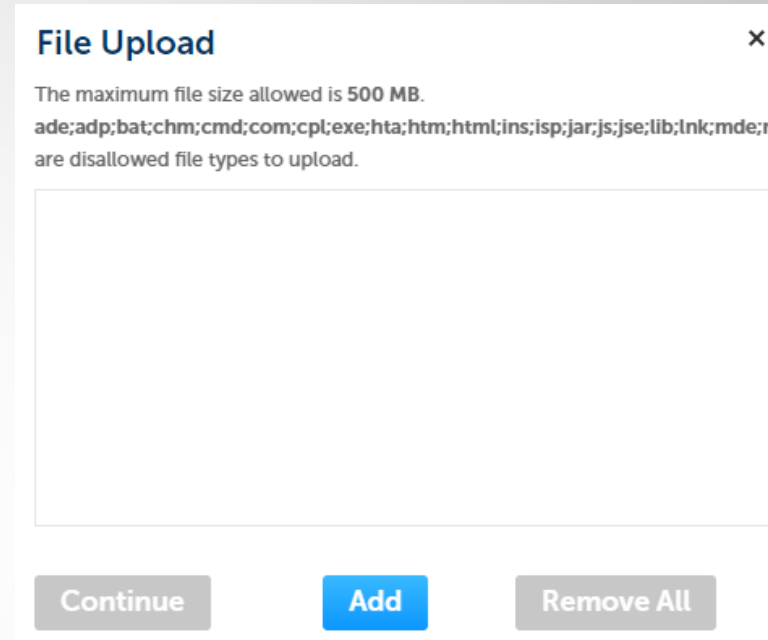 File Upload
×
The maximum file size allowed is 500 MB.
ade;adp;bat;chm;cmd;com;cpl;exe;hta;htm;html;ins;isp;jar;js;jse;lib;lnk;mde;
are disallowed file types to upload.
Continue
Add
Remove All